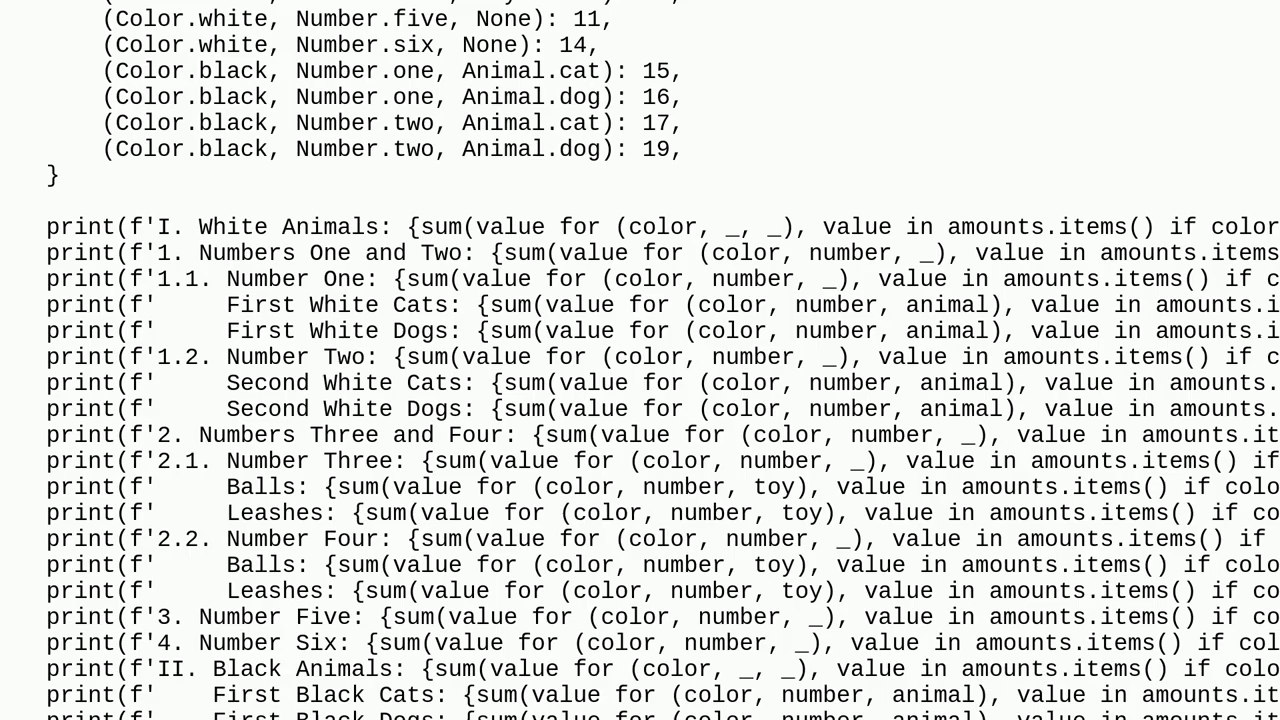 (Color.white, Number.five, None): 11,
(Color.white, Number.six, None): 14,
(Color.black, Number.one, Animal.cat): 15,
(Color.black, Number.one, Animal.dog): 16,
(Color.black, Number.two, Animal.cat): 17,
(Color.black, Number.two, Animal.dog): 19,
}
print(f'I. White Animals: {sum(value for (color, _, _), value in amounts.items() if color
print(f'1. Numbers One and Two: {sum(value for (color, number, _), value in amounts.items
print(f'1.1. Number One: {sum(value for (color, number, _), value in amounts.items() if c
print(f'     First White Cats: {sum(value for (color, number, animal), value in amounts.i
print(f'     First White Dogs: {sum(value for (color, number, animal), value in amounts.i
print(f'1.2. Number Two: {sum(value for (color, number, _), value in amounts.items() if c
print(f'     Second White Cats: {sum(value for (color, number, animal), value in amounts.
print(f'     Second White Dogs: {sum(value for (color, number, animal), value in amounts.
print(f'2. Numbers Three and Four: {sum(value for (color, number, _), value in amounts.it
print(f'2.1. Number Three: {sum(value for (color, number, _), value in amounts.items() if
print(f'     Balls: {sum(value for (color, number, toy), value in amounts.items() if colo
print(f'     Leashes: {sum(value for (color, number, toy), value in amounts.items() if co
print(f'2.2. Number Four: {sum(value for (color, number, _), value in amounts.items() if
print(f'     Balls: {sum(value for (color, number, toy), value in amounts.items() if colo
print(f'     Leashes: {sum(value for (color, number, toy), value in amounts.items() if co
print(f'3. Number Five: {sum(value for (color, number, _), value in amounts.items() if co
print(f'4. Number Six: {sum(value for (color, number, _), value in amounts.items() if col
print(f'II. Black Animals: {sum(value for (color, _, _), value in amounts.items() if colo
print(f'    First Black Cats: {sum(value for (color, number, animal), value in amounts.it
print(f'    First Black Dogs: {sum(value for (color, number, animal), value in amounts.it